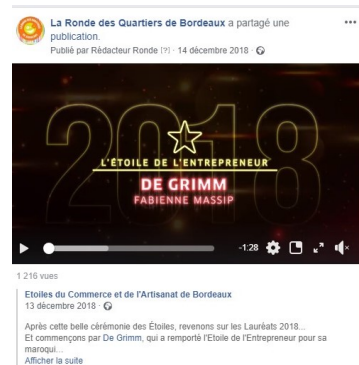 La Ronde des Quartiers de Bordeaux a partagé une
publication.
Publié par Rédacteur Ronde [?] · 14 décembre 2018 ·
2018
L'ÉTOILE DE L'ENTREPRENEUR
DE GRIMM
FABIENNE MASSIP
-1:28
1 216 vues
Etoiles du Commerce et de l'Artisanat de Bordeaux
13 décembre 2018 ·
Après cette belle cérémonie des Étoiles, revenons sur les Lauréats 2018...
Et commençons par De Grimm, qui a remporté l'Etoile de l'Entrepreneur pour sa
maroqui...
Afficher la suite